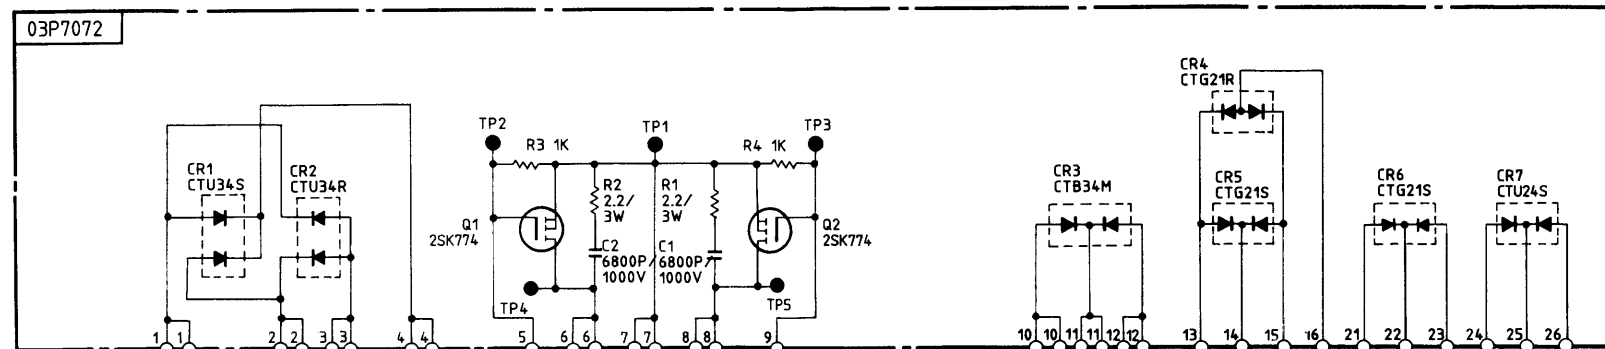 03P7072
CR4
CTG21R
TP2
TP1
TP3
R3 1K
R4 1K
CR1
CTU34S
CR2
CTU34R
R2
2.2/
3W
R1
2.2/
3W
CR3
CTB34M
CR5
CTG21S
CR6
CTG21S
CR7
CTU24S
Q1
2SK774
Q2
2SK774
C2
6800P/
1000V
C1
6800P/
1000V
TP4
TP5
1 1 2 2 3 3 4 4 5 6 6 7 7 8 8 9 10 10 11 11 12 12 13 14 15 16 21 22 23 24 25 26